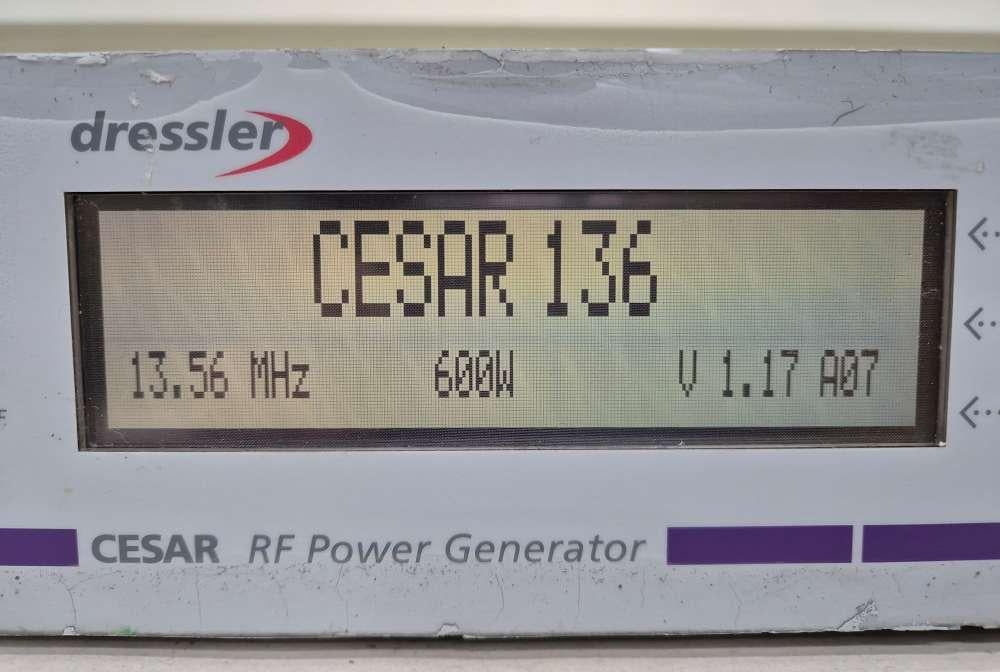 dressler
CESAR 136
13.56 MHz 600W V 1.17 A07
CESAR RF Power Generator